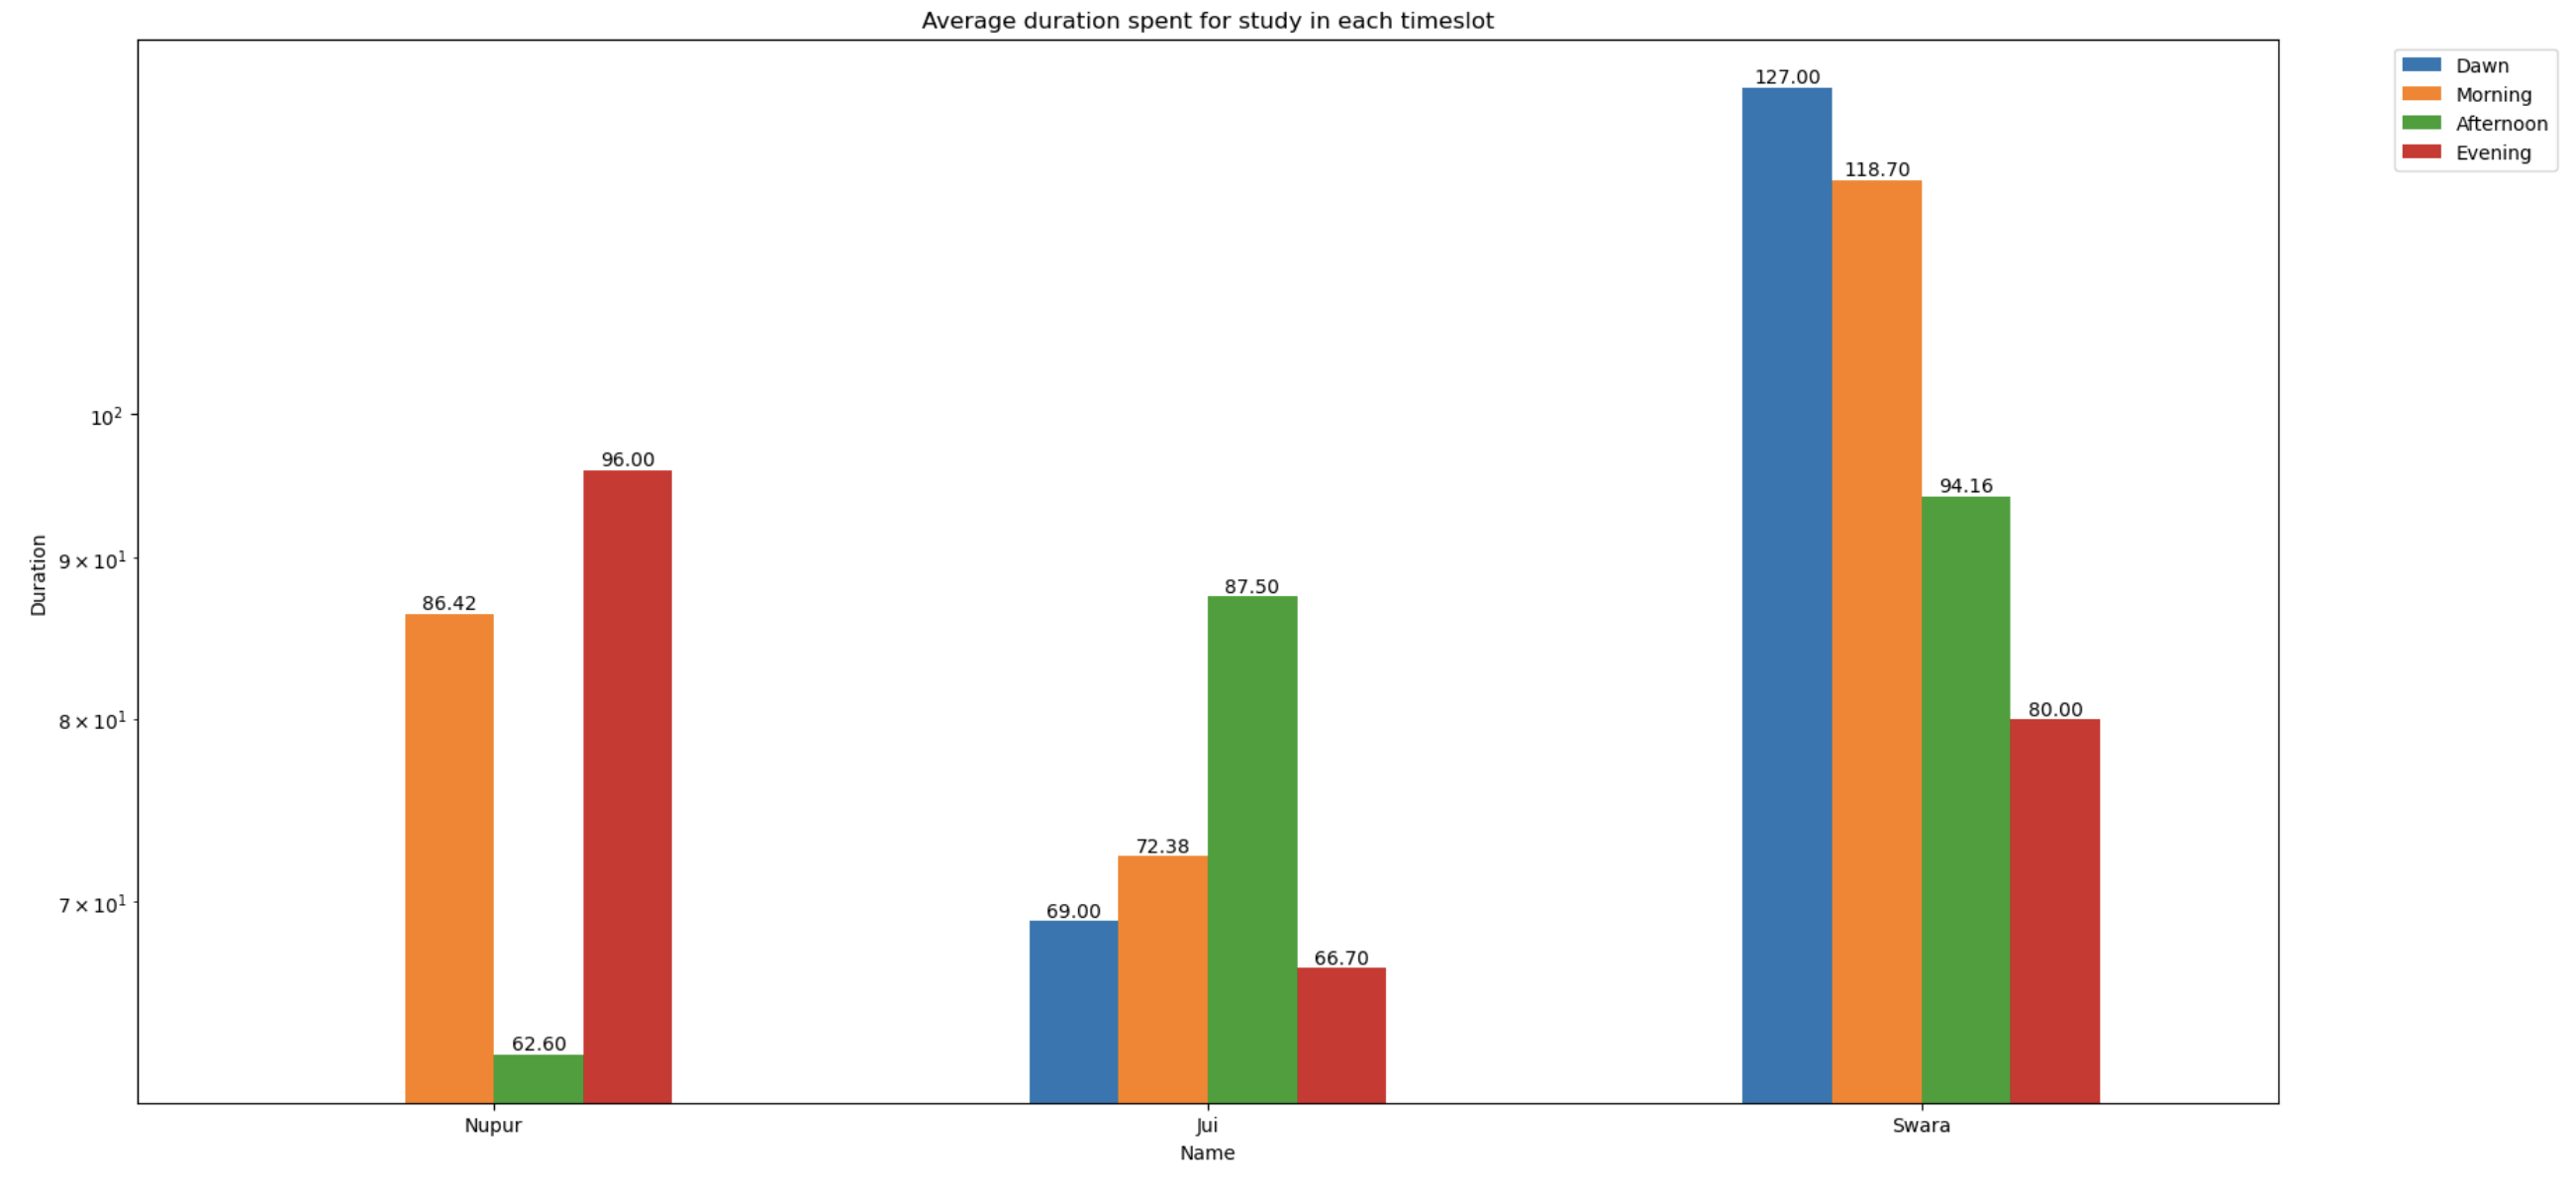 Average duration spent for study in each timeslot
Dawn
Morning
Afternoon
Evening
Duration
10²
9 × 10¹
8 × 10¹
7 × 10¹
86.42
62.60
96.00
69.00
72.38
87.50
66.70
127.00
118.70
94.16
80.00
Nupur
Jui
Swara
Name